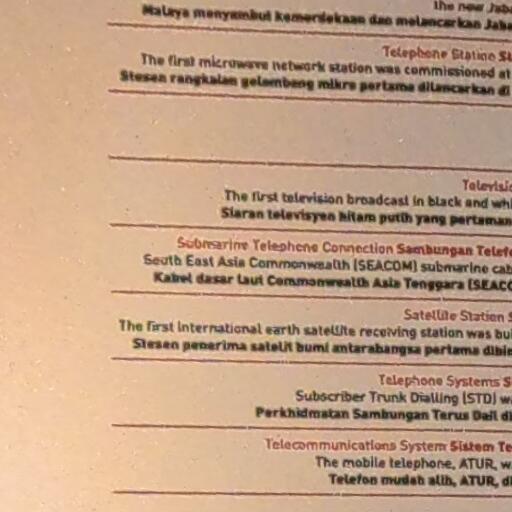 the new Jaba
Malaya menyambut kemerdekaan dan melancarkan Jaba
Telephone Station St
The first microwave network station was commissioned at
Stesen rangkaian gelombang mikro pertama dilancarkan di
Televisio
The first television broadcast in black and whi
Siaran televisyen hitam putih yang pertama
Submarine Telephone Connection Sambungan Telefo
South East Asia Commonwealth (SEACOM) submarine cab
Kabel dasar laut Commonwealth Asia Tenggara (SEACO
Satellite Station S
The first international earth satellite receiving station was bui
Stesen penerima satelit bumi antarabangsa pertama dibin
Telephone Systems S
Subscriber Trunk Dialling (STD) w
Perkhidmatan Sambungan Terus Dail di
Telecommunications System Sistem Te
The mobile telephone, ATUR, w
Telefon mudah alih, ATUR, di